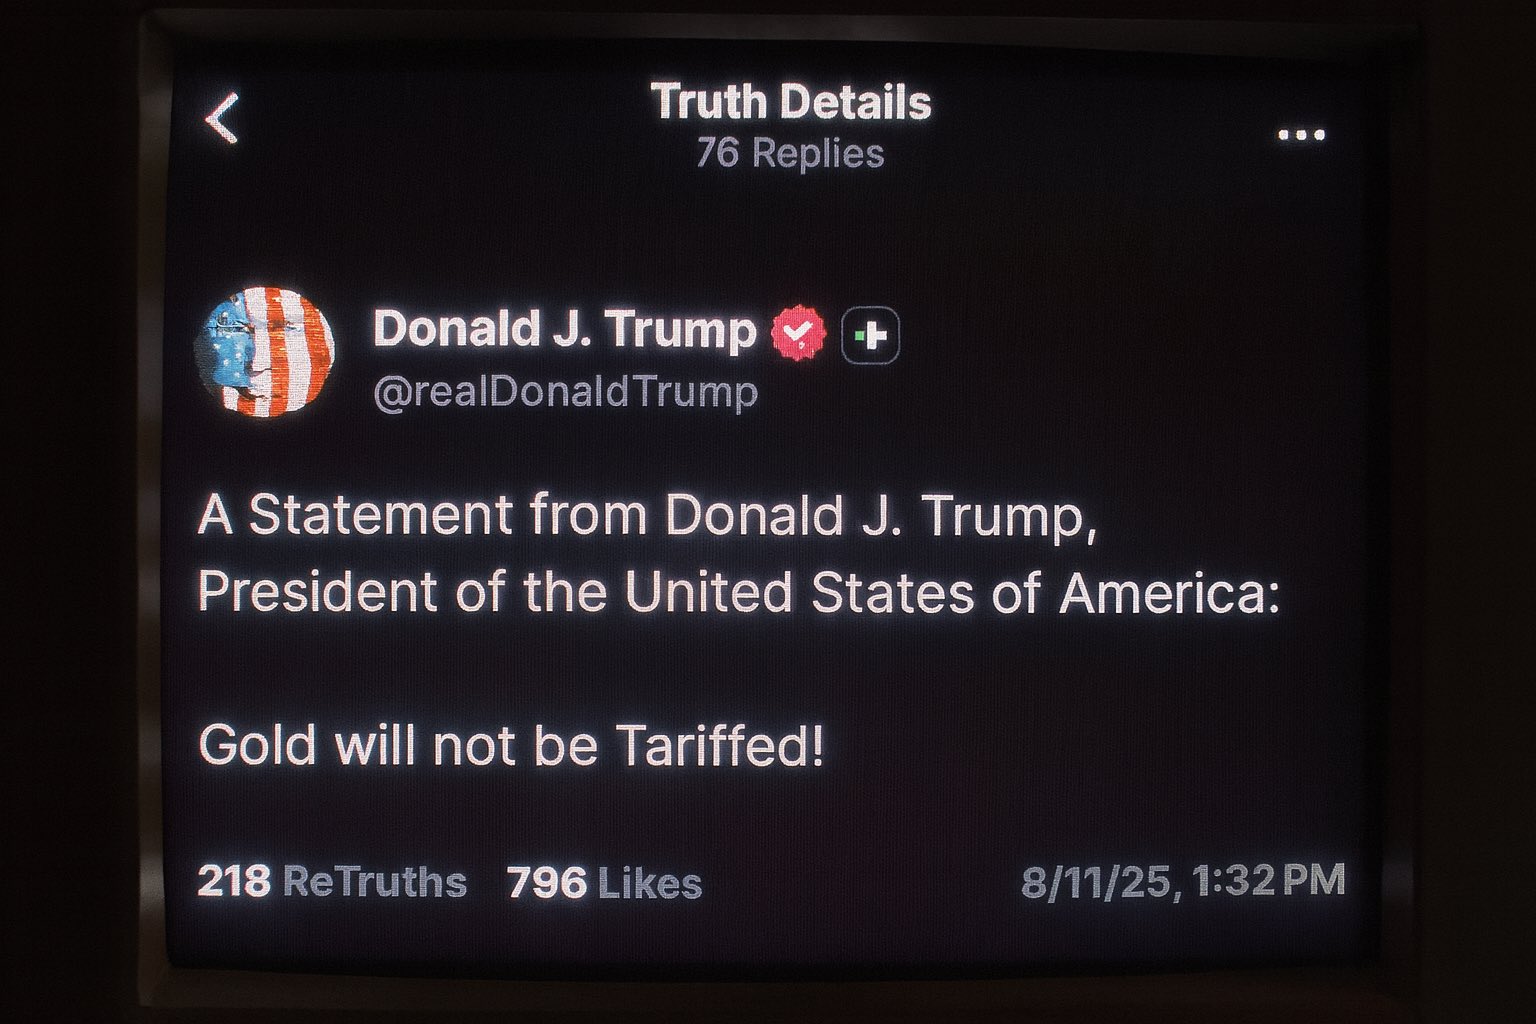 Truth Details
76 Replies
Donald J. Trump
@realDonaldTrump
A Statement from Donald J. Trump,
President of the United States of America:
Gold will not be Tariffed!
218 ReTruths 796 Likes 8/11/25, 1:32 PM